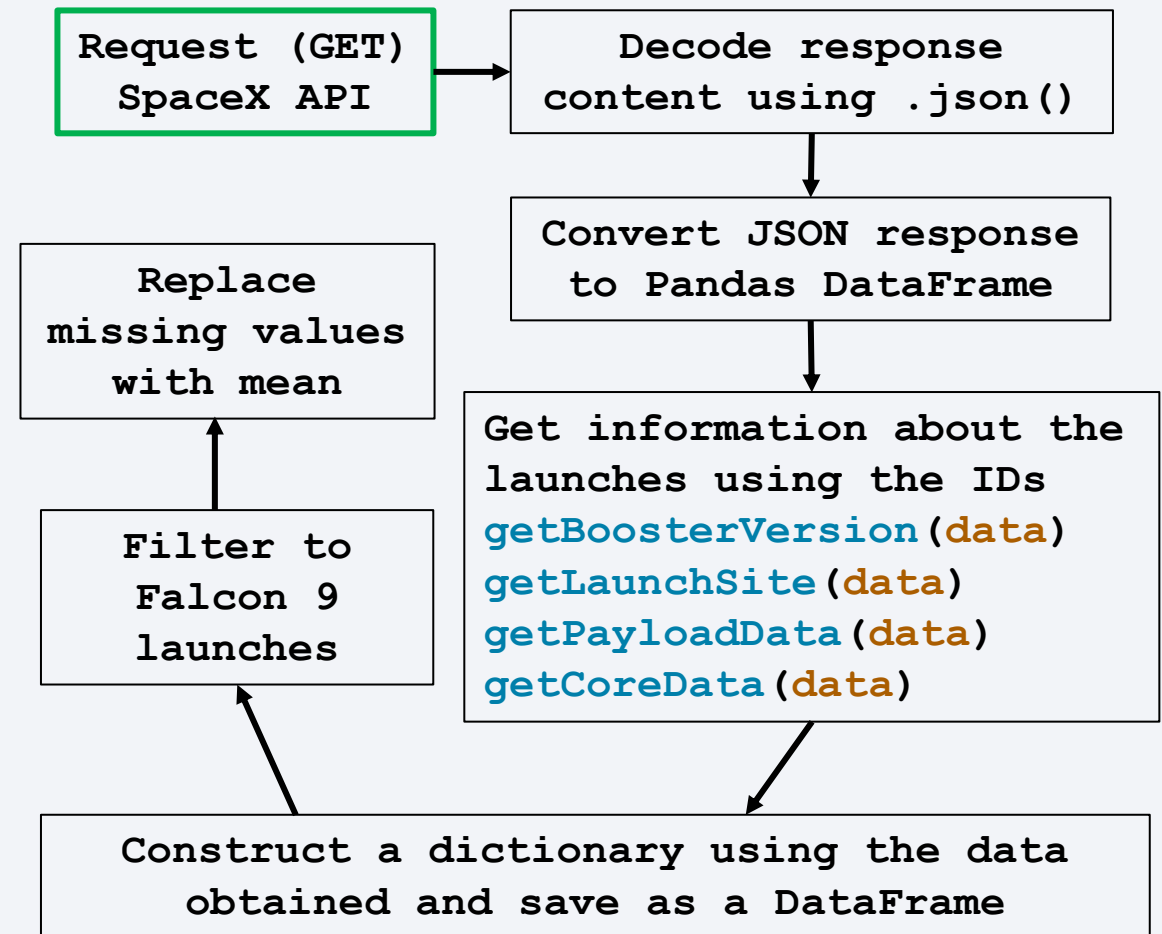 Request (GET)
SpaceX API
Decode response
content using .json()
Convert JSON response
to Pandas DataFrame
Get information about the
launches using the IDs
getBoosterVersion(data)
getLaunchSite(data)
getPayloadData(data)
getCoreData(data)
Construct a dictionary using the data
obtained and save as a DataFrame
Filter to
Falcon 9
launches
Replace
missing values
with mean